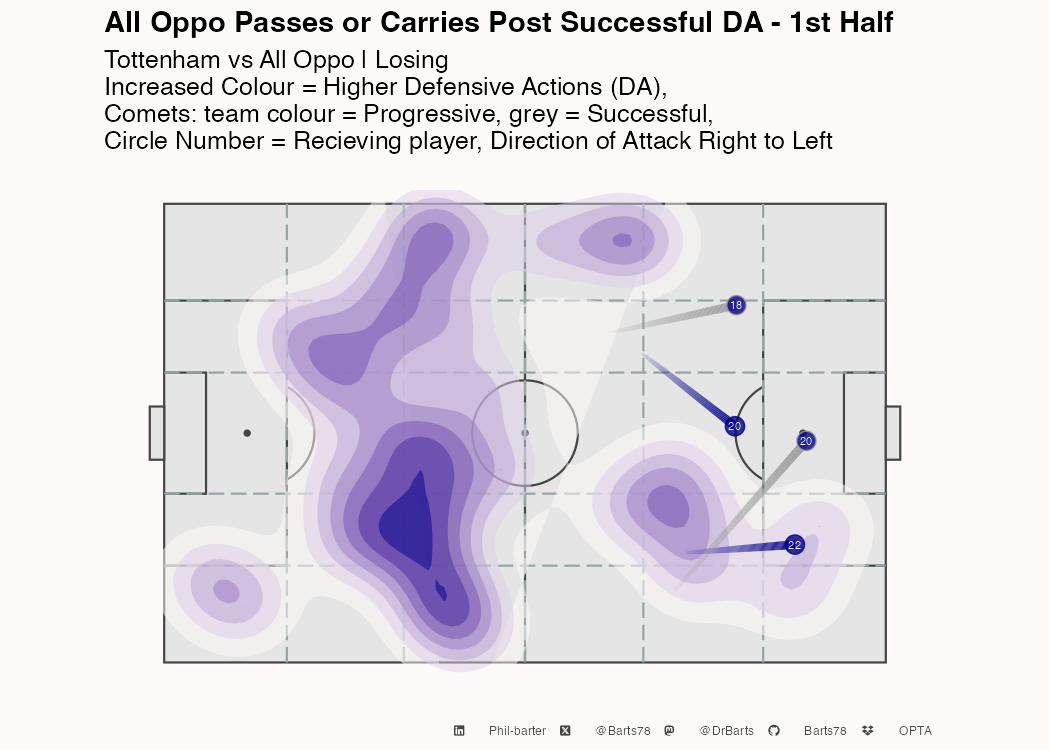 All Oppo Passes or Carries Post Successful DA - 1st Half
Tottenham vs All Oppo | Losing
Increased Colour = Higher Defensive Actions (DA),
Comets: team colour = Progressive, grey = Successful,
Circle Number = Recieving player, Direction of Attack Right to Left
18
20
20
22
Phil-barter @Barts78 @DrBarts Barts78 OPTA